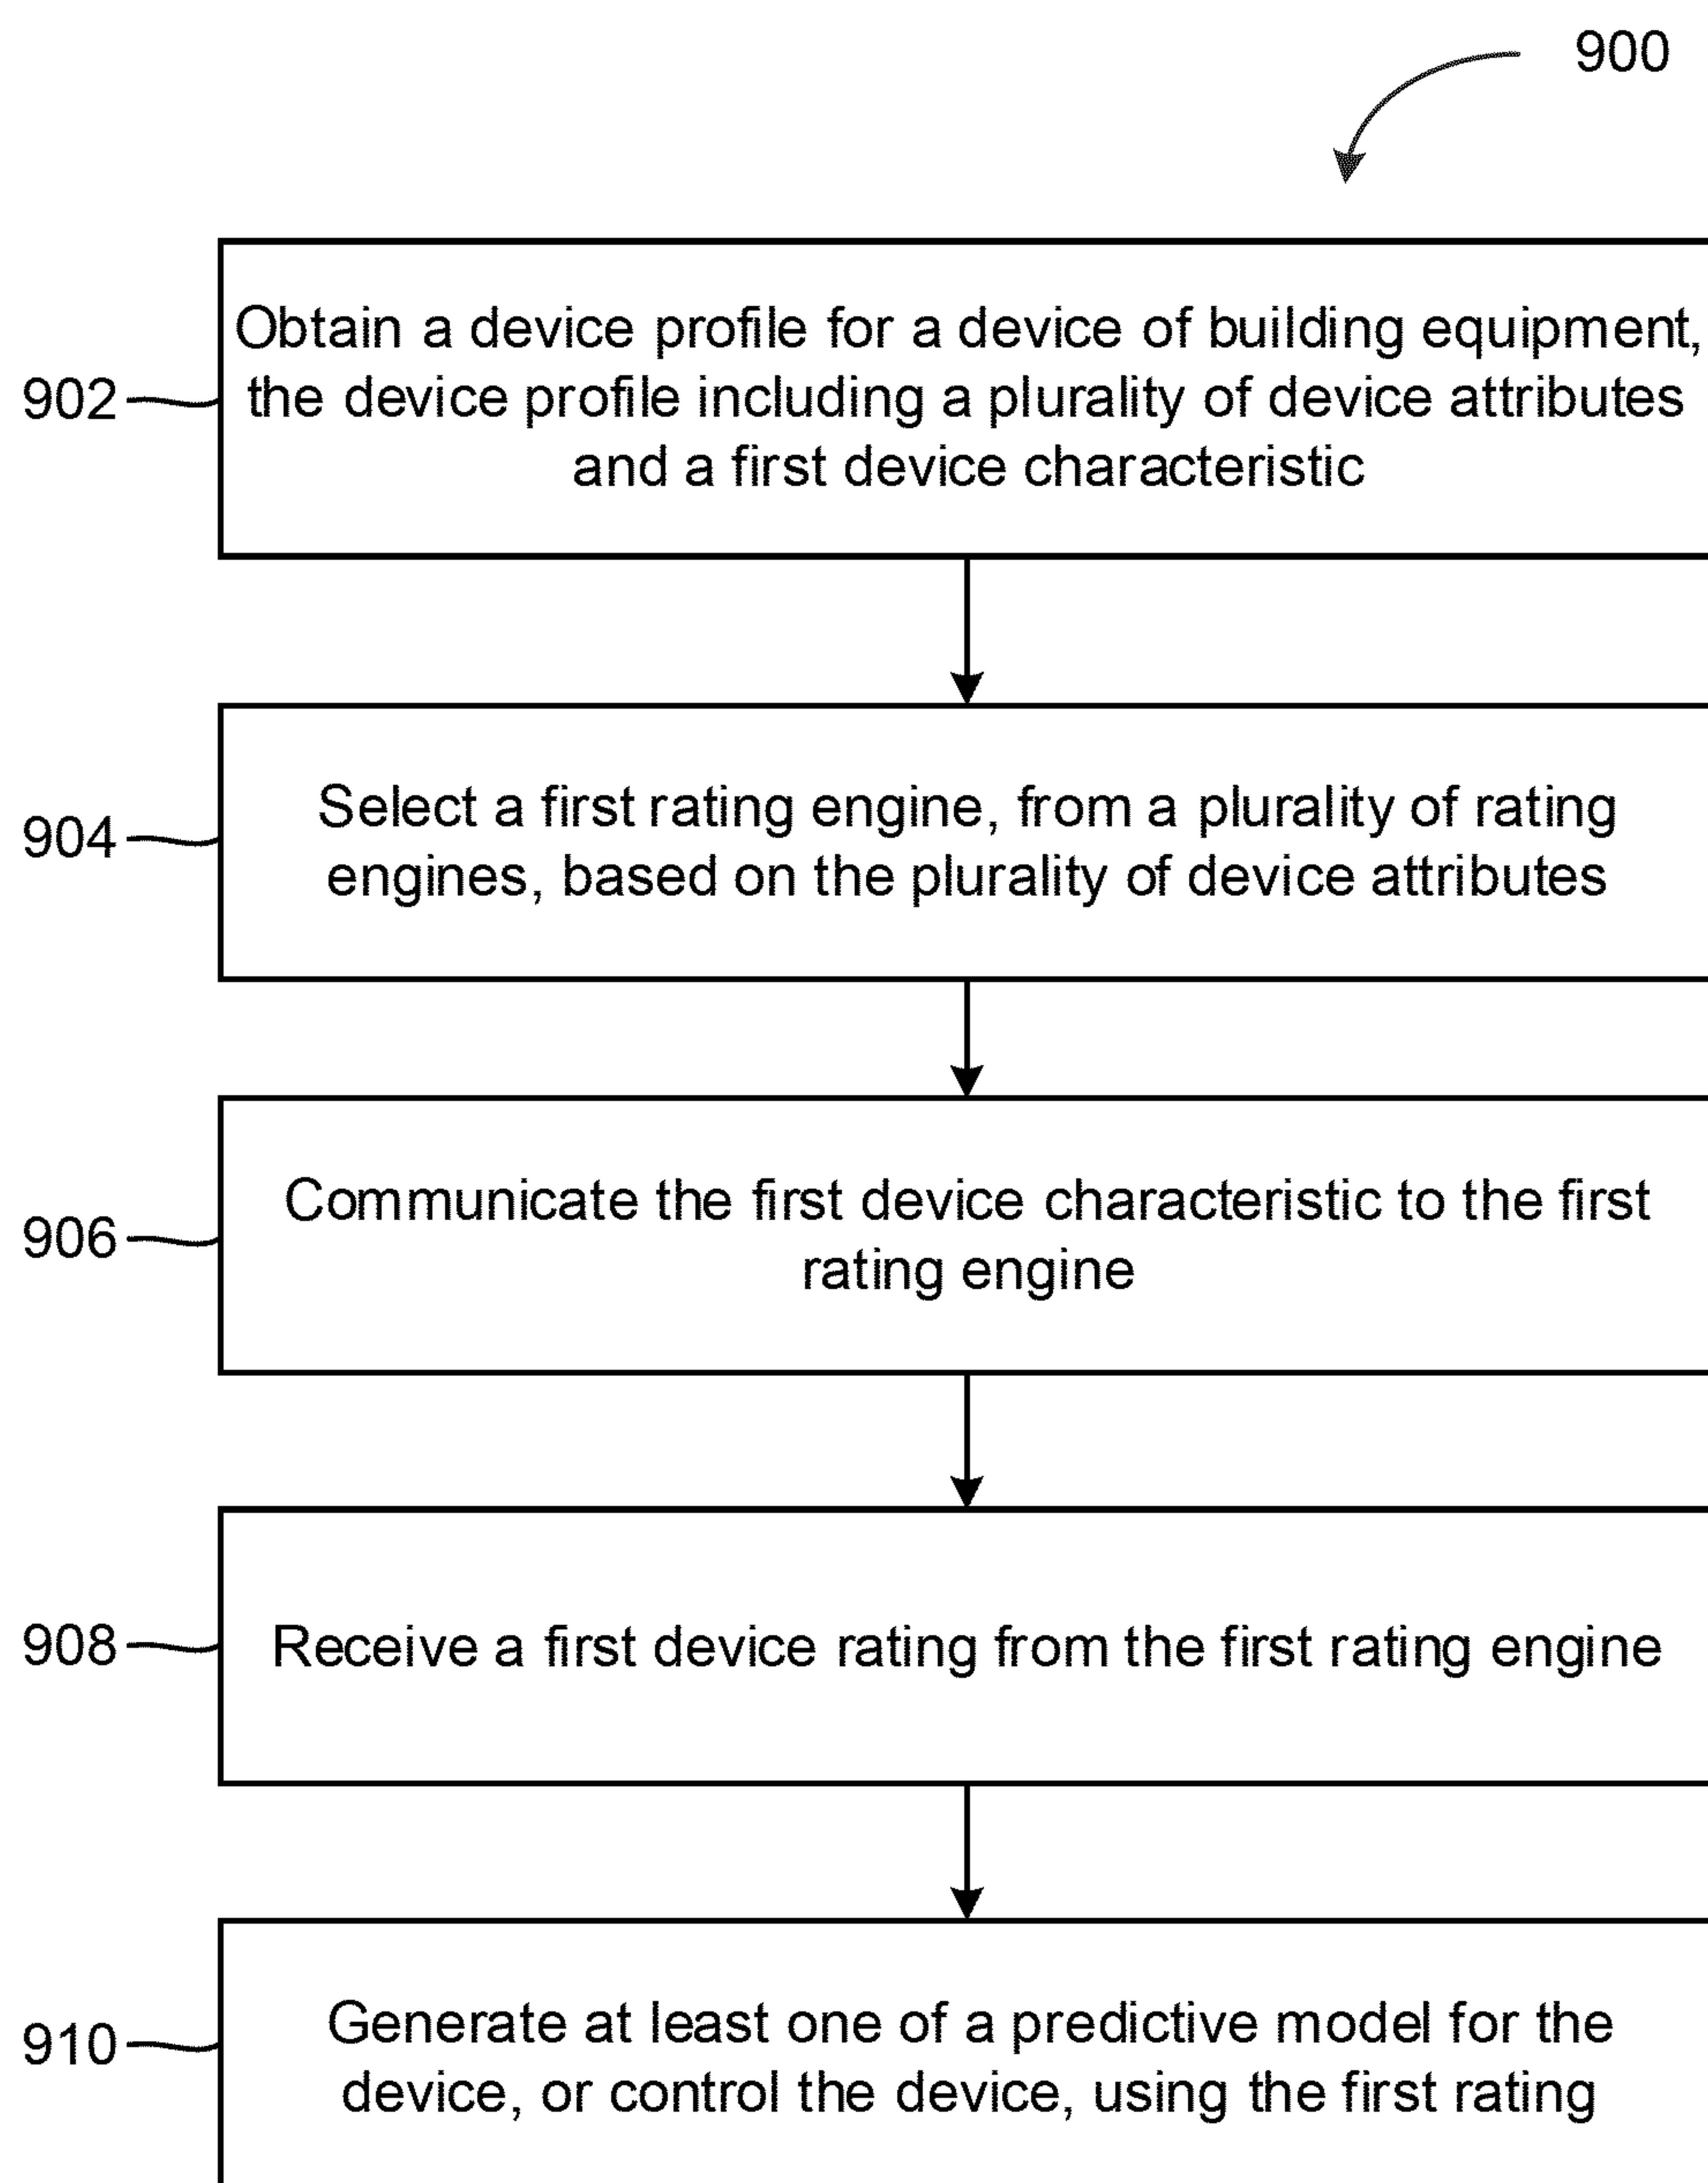 900
902
Obtain a device profile for a device of building equipment,
the device profile including a plurality of device attributes
and a first device characteristic
904
Select a first rating engine, from a plurality of rating
engines, based on the plurality of device attributes
906
Communicate the first device characteristic to the first
rating engine
908
Receive a first device rating from the first rating engine
910
Generate at least one of a predictive model for the
device, or control the device, using the first rating